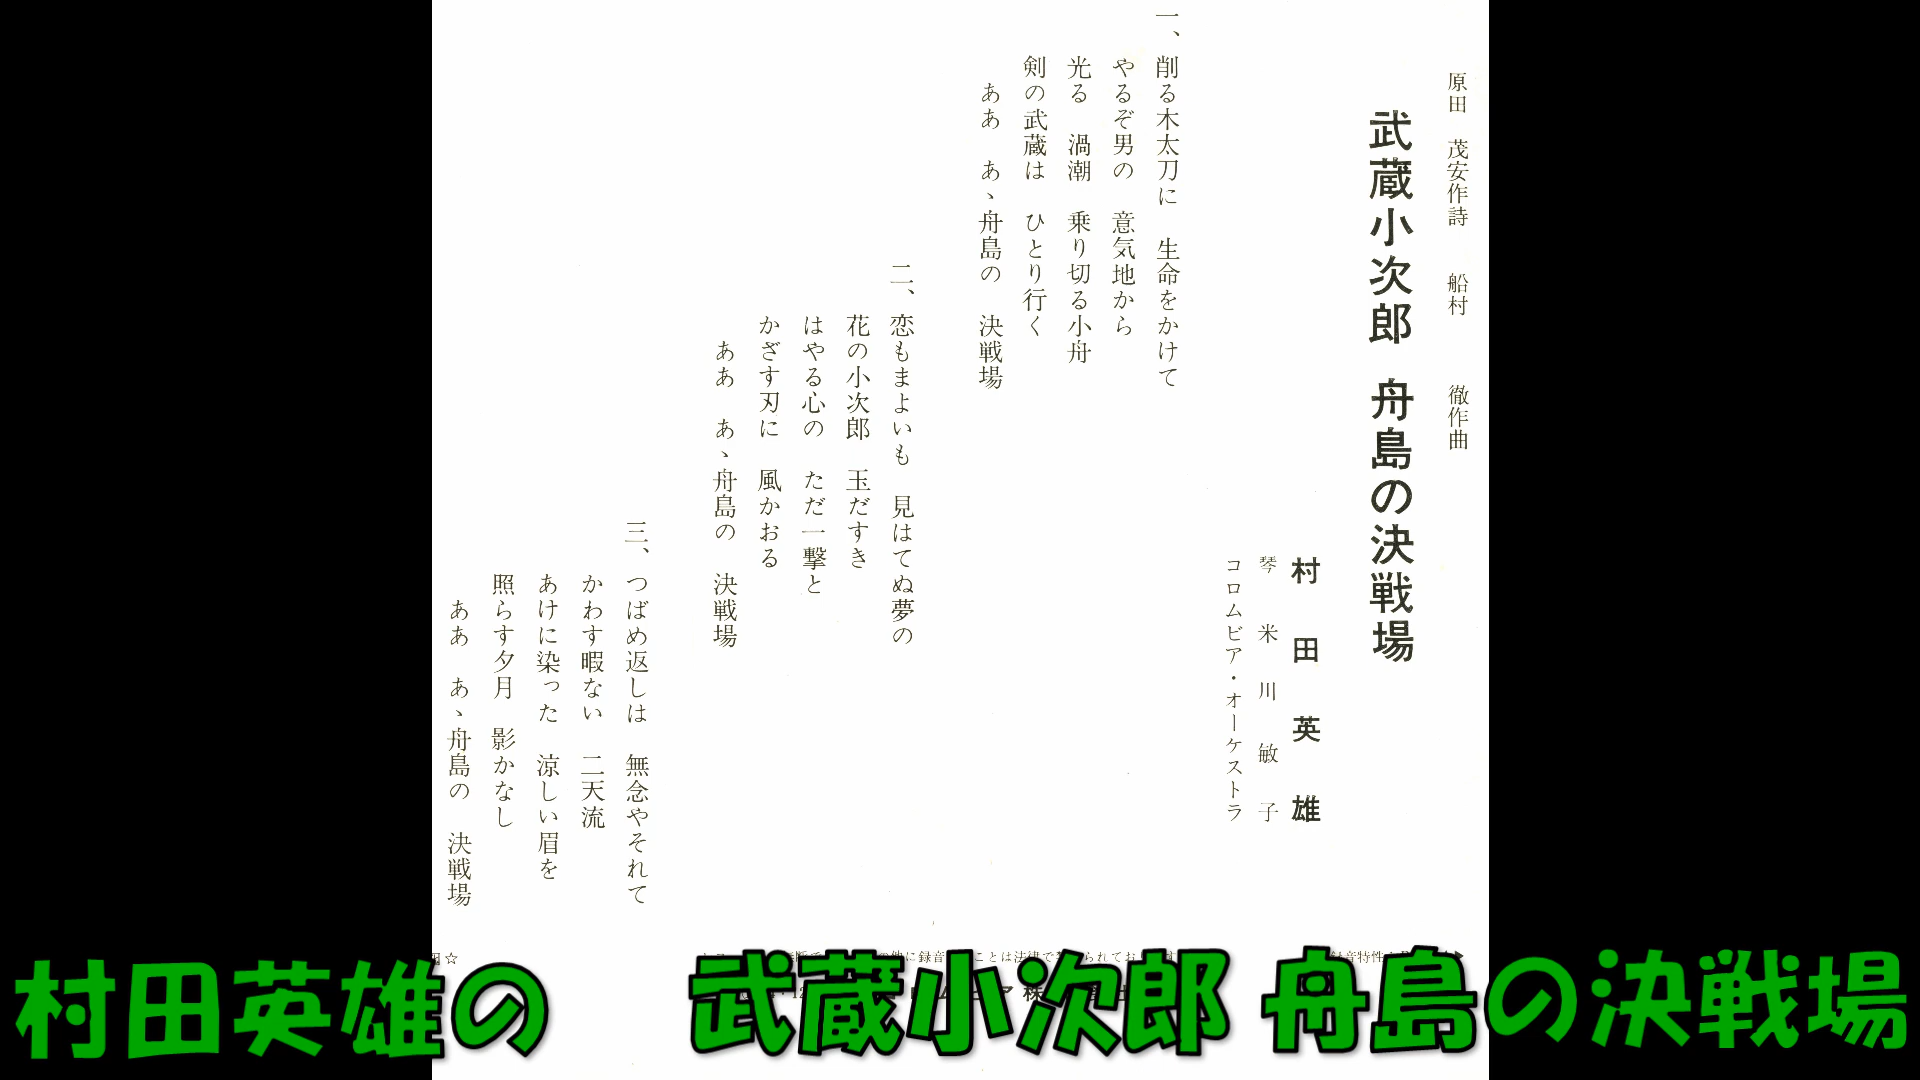 原田 茂安作詩 船村 徹作曲
武蔵小次郎 舟島の決戦場
村田英雄
琴 米川敏子
コロムビア・オーケストラ
一、削る木太刀に 生命をかけて
やるぞ男の 意気地から
光る 渦潮 乗り切る小舟
剣の武蔵は ひとり行く
ああ あゝ舟島の 決戦場
二、恋もまよいも 見はてぬ夢の
花の小次郎 玉だすき
はやる心の ただ一撃と
かざす刃に 風かおる
ああ あゝ舟島の 決戦場
三、つばめ返しは 無念やそれて
かわす暇ない 二天流
あけに染った 涼しい眉を
照らす夕月 影かなし
ああ あゝ舟島の 決戦場
村田英雄の 武蔵小次郎 舟島の決戦場